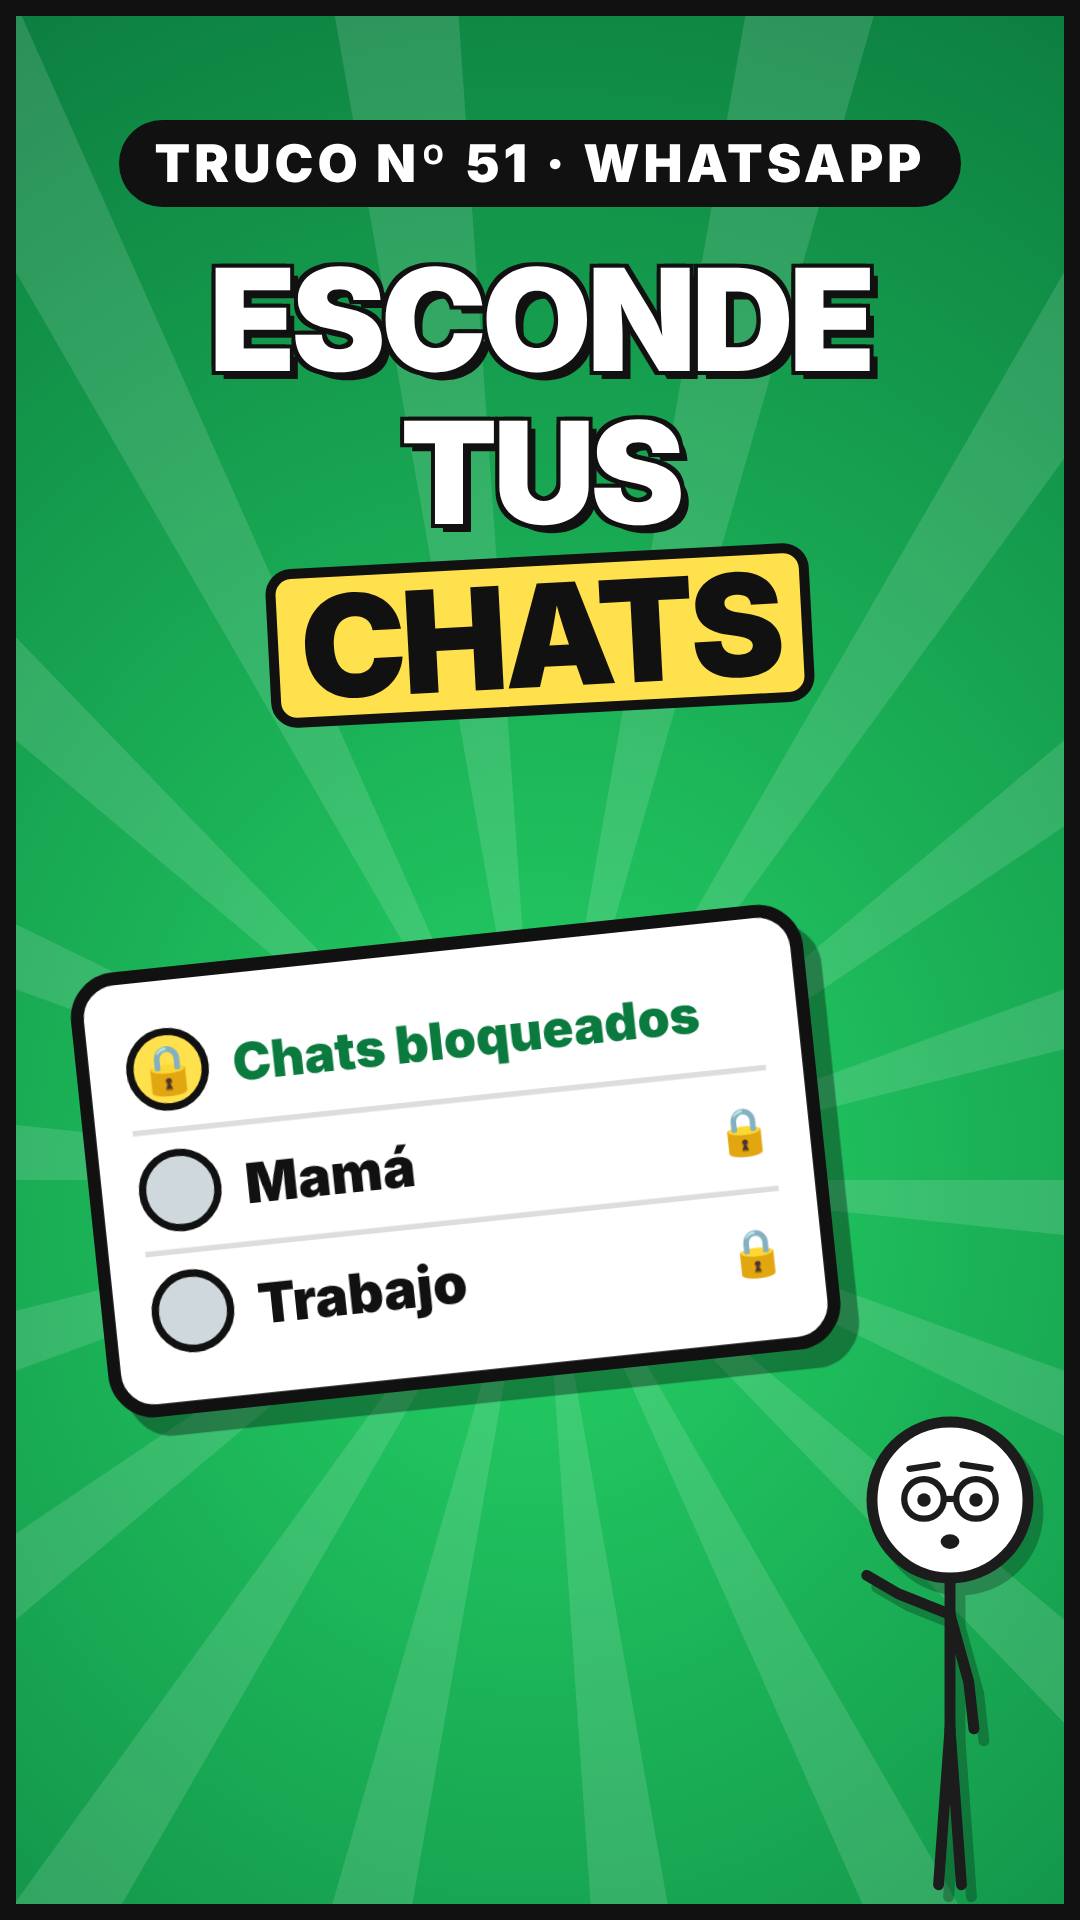 TRUCO Nº 51 · WHATSAPP
ESCONDE
TUS
CHATS
Chats bloqueados
Mamá
Trabajo